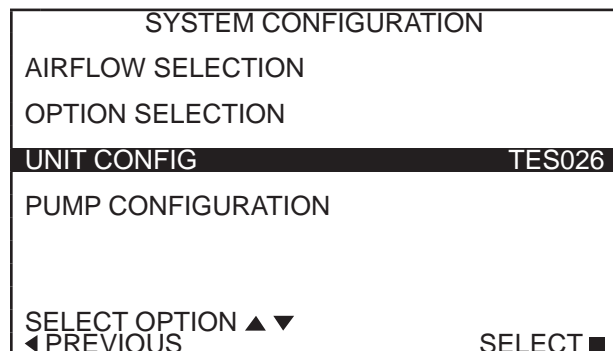 SYSTEM CONFIGURATION
AIRFLOW SELECTION
OPTION SELECTION
UNIT CONFIG TES026
PUMP CONFIGURATION
SELECT OPTION ▲ ▼
◀ PREVIOUS SELECT ■